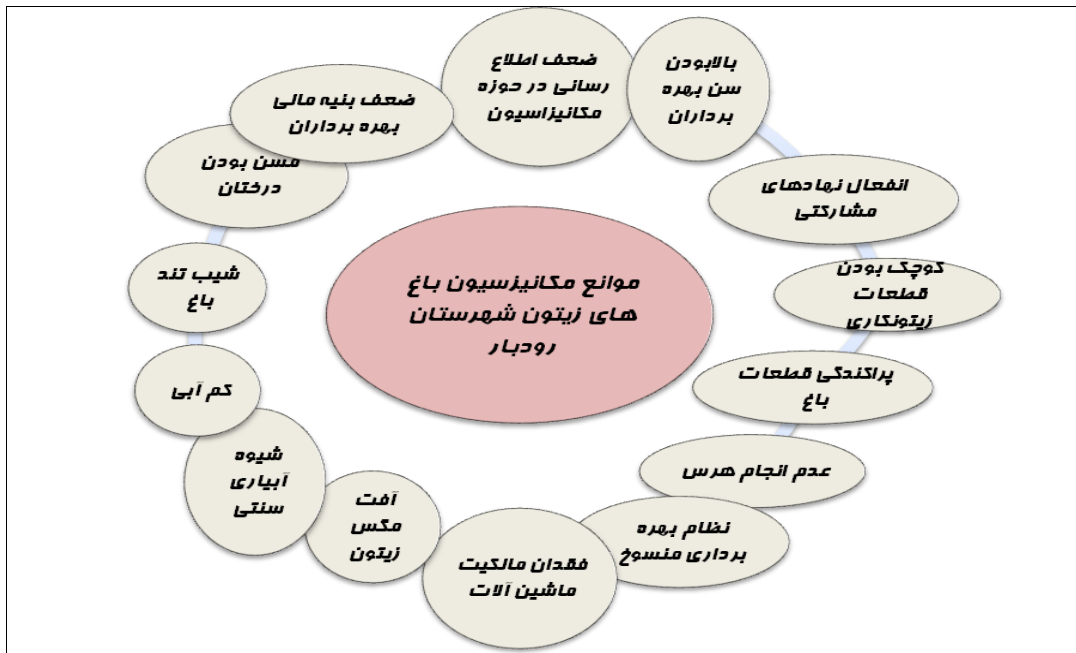 ضعف اطلاع
رسانی در حوزه
مکانیزاسیون
بالابودن
سن بهره
برداران
انفعال نهادهای
مشارکتی
کوچک بودن
قطعات
زیتونکاری
پراکندگی قطعات
باغ
عدم انجام هرس
نظام بهره
برداری منسوخ
فقدان مالکیت
ماشین آلات
آفت
مگس
زیتون
شیوه
آبیاری
سنتی
کم آبی
شیب تند
باغ
مسن بودن
درختان
ضعف بنیه مالی
بهره برداران
موانع مکانیزسیون باغ
های زیتون شهرستان
رودبار